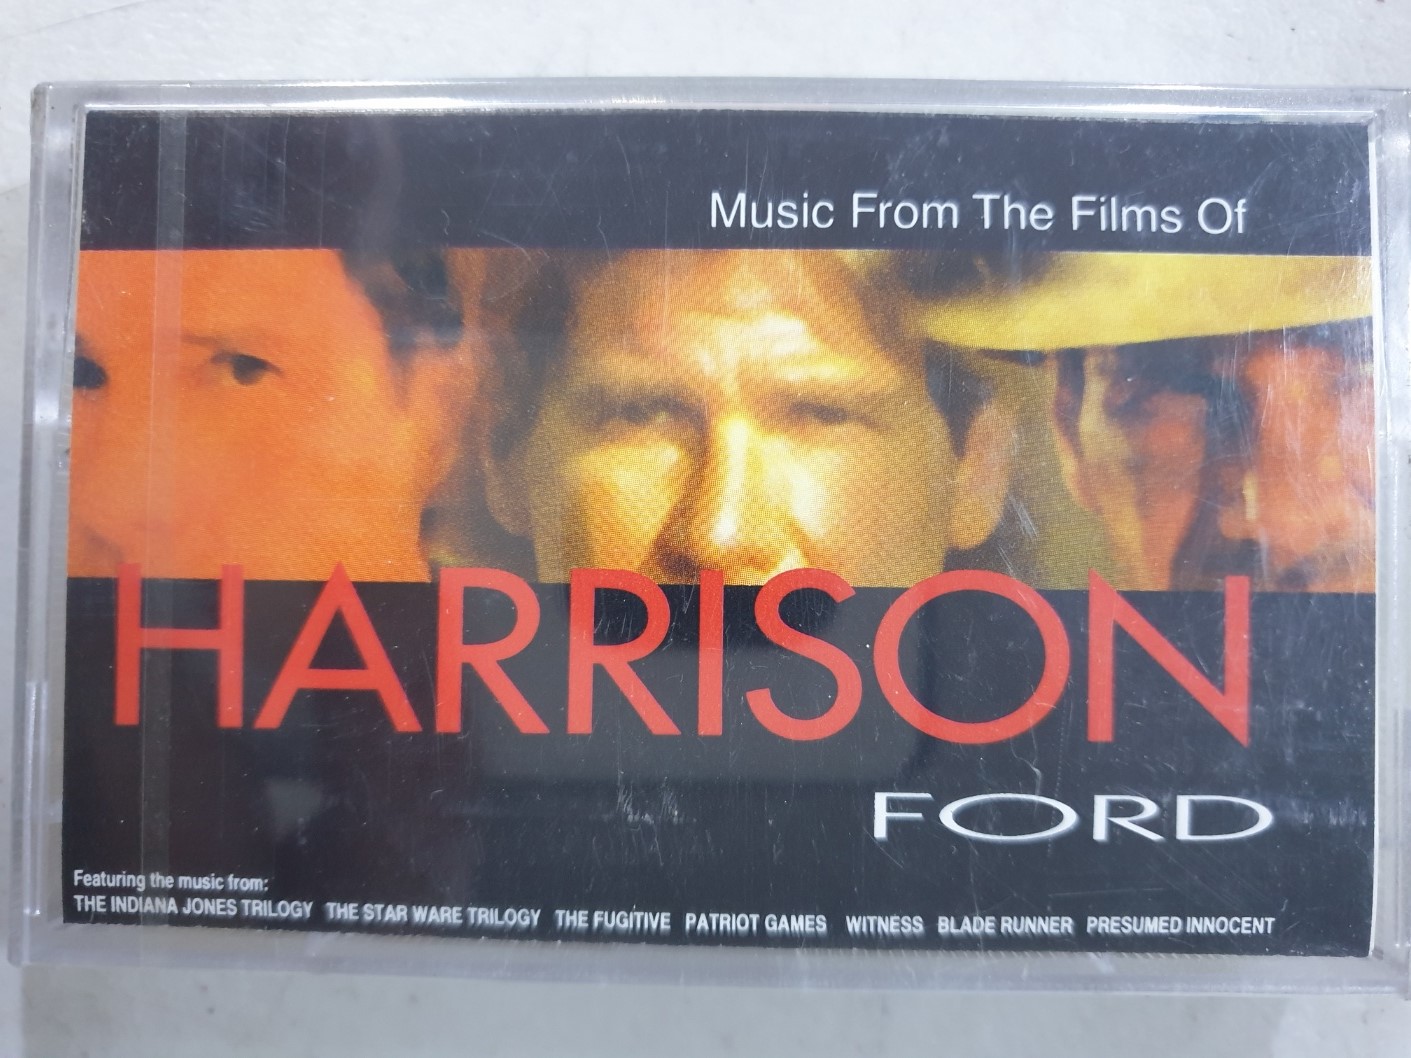 Music From The Films Of
HARRISON
FORD
Featuring the music from:
THE INDIANA JONES TRILOGY THE STAR WARE TRILOGY THE FUGITIVE PATRIOT GAMES WITNESS BLADE RUNNER PRESUMED INNOCENT